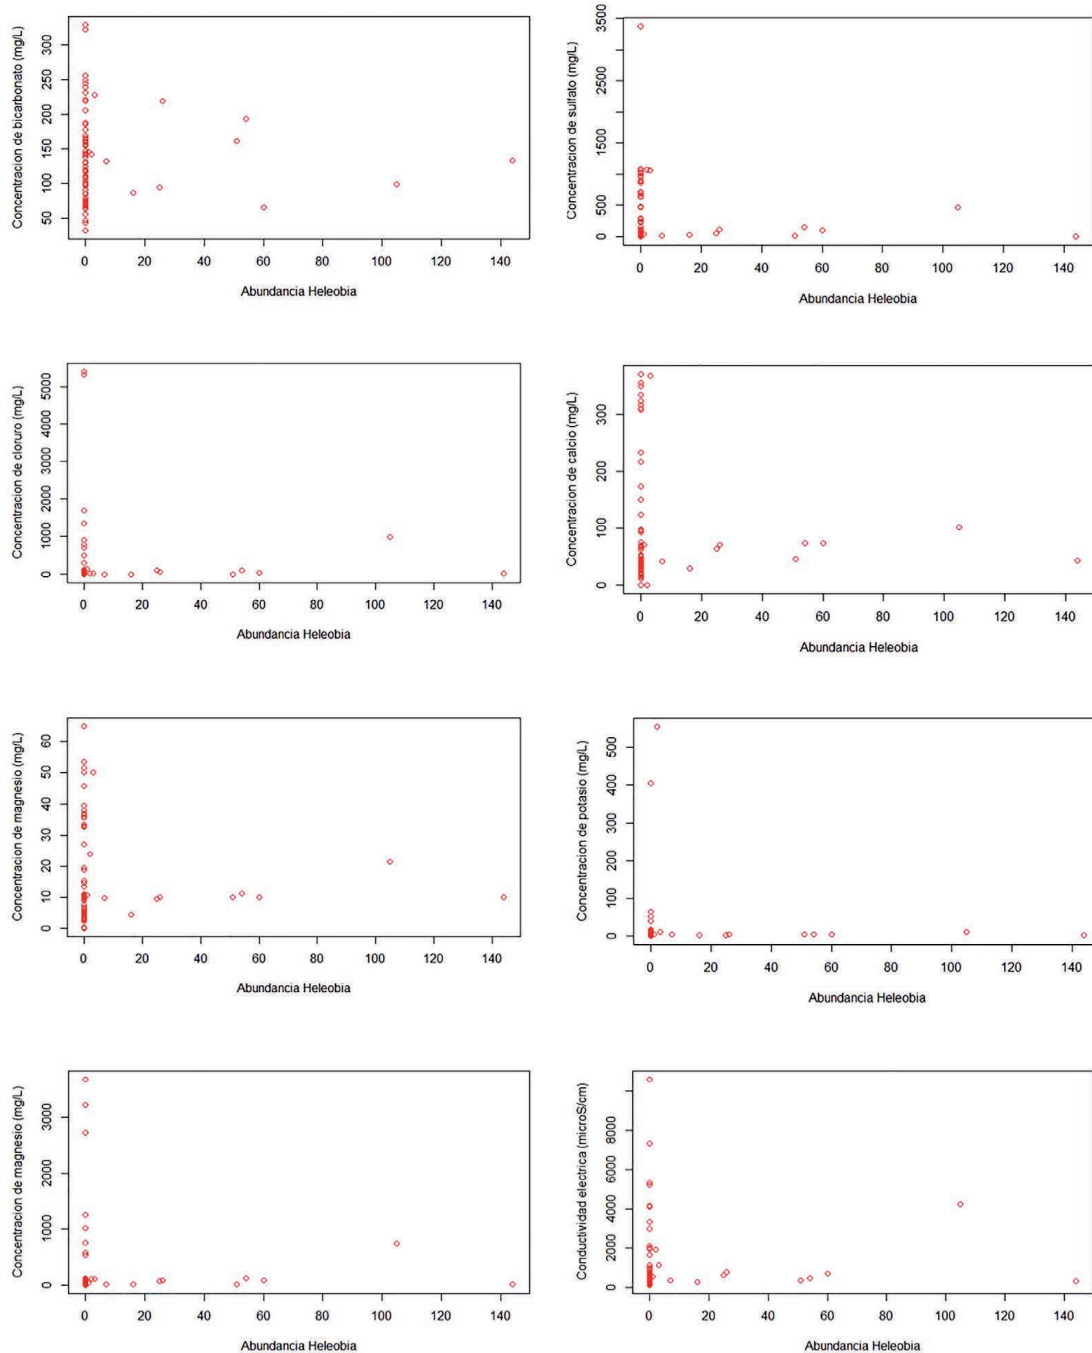 Concentracion de bicarbonato (mg/L)
300
250
200
150
100
50
0 20 40 60 80 100 120 140
Abundancia Heleobia
Concentracion de sulfato (mg/L)
3500
2500
1500
500
0
0 20 40 60 80 100 120 140
Abundancia Heleobia
Concentracion de cloruro (mg/L)
5000
4000
3000
2000
1000
0
0 20 40 60 80 100 120 140
Abundancia Heleobia
Concentracion de calcio (mg/L)
300
200
100
0
0 20 40 60 80 100 120 140
Abundancia Heleobia
Concentracion de magnesio (mg/L)
60
50
40
30
20
10
0
0 20 40 60 80 100 120 140
Abundancia Heleobia
Concentracion de potasio (mg/L)
500
400
300
200
100
0
0 20 40 60 80 100 120 140
Abundancia Heleobia
Concentracion de magnesio (mg/L)
3000
2000
1000
0
0 20 40 60 80 100 120 140
Abundancia Heleobia
Conductividad electrica (microS/cm)
8000
6000
4000
2000
0
0 20 40 60 80 100 120 140
Abundancia Heleobia